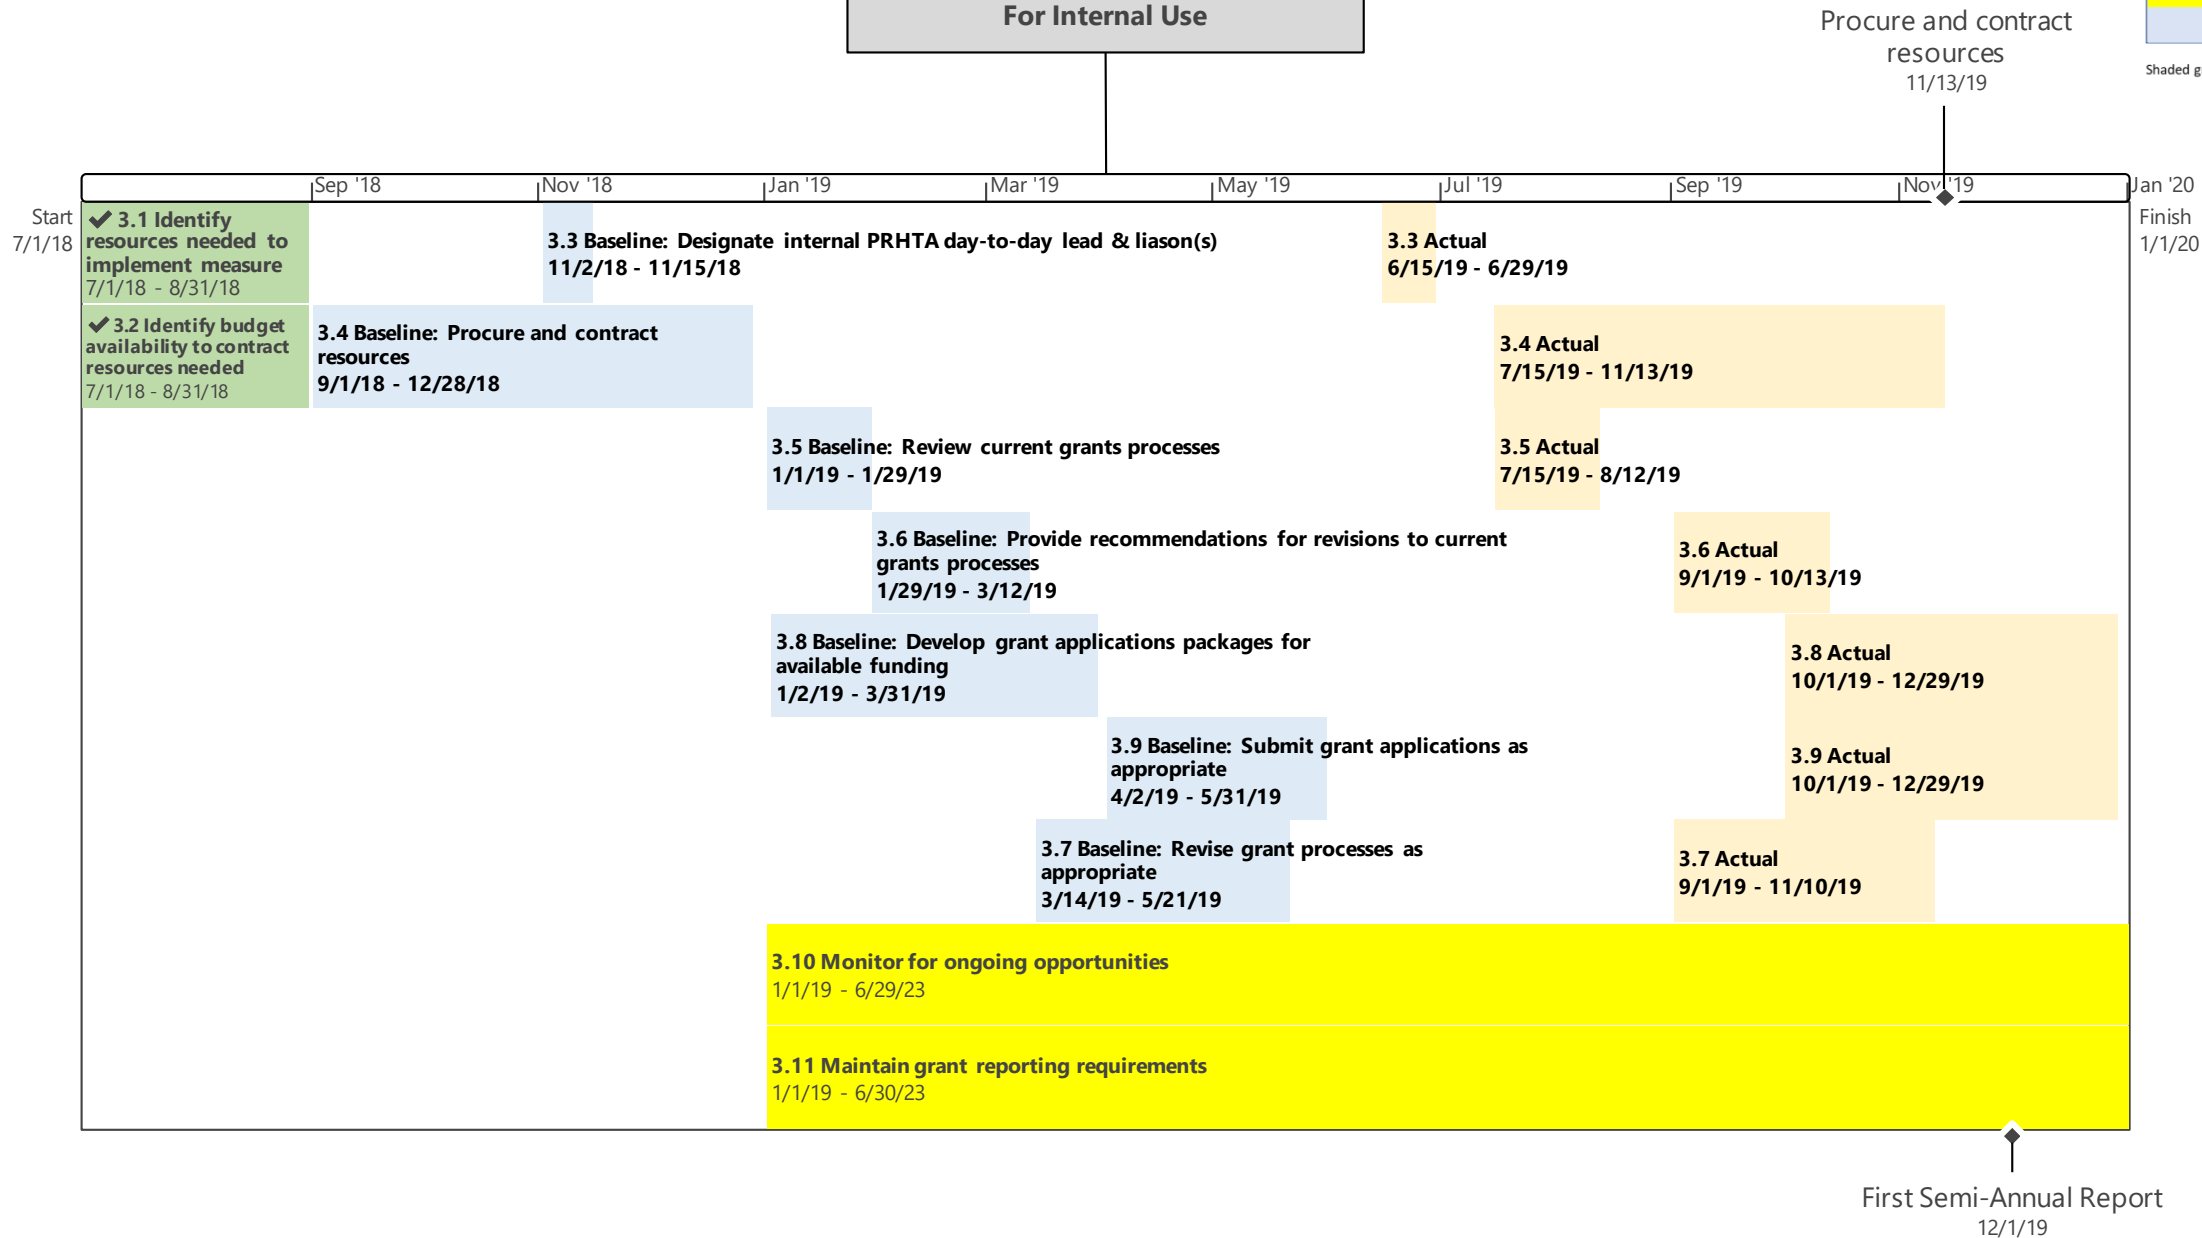 For Internal Use
Procure and contract
resources
11/13/19
Shaded g
Sep '18
Nov '18
Jan '19
Mar '19
May '19
Jul '19
Sep '19
Nov '19
Jan '20
Start
7/1/18
Finish
1/1/20
✔ 3.1 Identify
resources needed to
implement measure
7/1/18 - 8/31/18
3.3 Baseline: Designate internal PRHTA day-to-day lead & liason(s)
11/2/18 - 11/15/18
3.3 Actual
6/15/19 - 6/29/19
✔ 3.2 Identify budget
availability to contract
resources needed
7/1/18 - 8/31/18
3.4 Baseline: Procure and contract
resources
9/1/18 - 12/28/18
3.4 Actual
7/15/19 - 11/13/19
3.5 Baseline: Review current grants processes
1/1/19 - 1/29/19
3.5 Actual
7/15/19 - 8/12/19
3.6 Baseline: Provide recommendations for revisions to current
grants processes
1/29/19 - 3/12/19
3.6 Actual
9/1/19 - 10/13/19
3.8 Baseline: Develop grant applications packages for
available funding
1/2/19 - 3/31/19
3.8 Actual
10/1/19 - 12/29/19
3.9 Baseline: Submit grant applications as
appropriate
4/2/19 - 5/31/19
3.9 Actual
10/1/19 - 12/29/19
3.7 Baseline: Revise grant processes as
appropriate
3/14/19 - 5/21/19
3.7 Actual
9/1/19 - 11/10/19
3.10 Monitor for ongoing opportunities
1/1/19 - 6/29/23
3.11 Maintain grant reporting requirements
1/1/19 - 6/30/23
First Semi-Annual Report
12/1/19